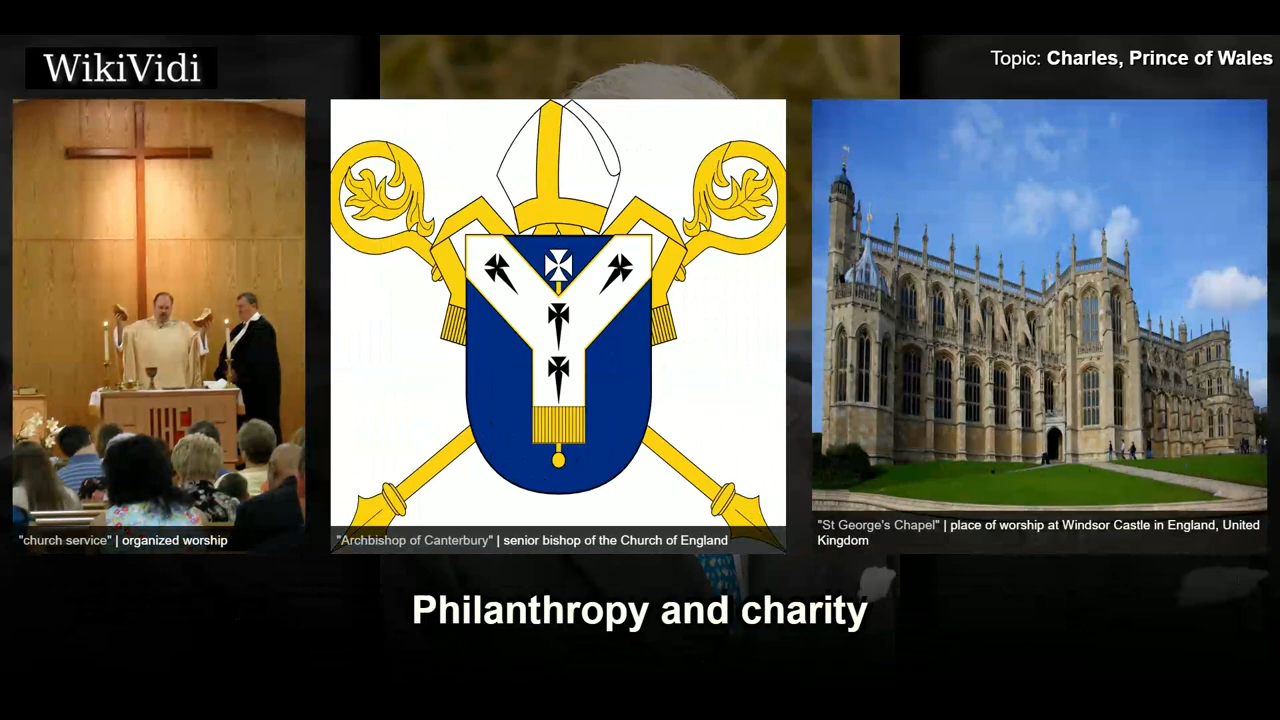 WikiVidi
Topic: Charles, Prince of Wales
"church service" | organized worship
"Archbishop of Canterbury" | senior bishop of the Church of England
"St George's Chapel" | place of worship at Windsor Castle in England, United
Kingdom
Philanthropy and charity